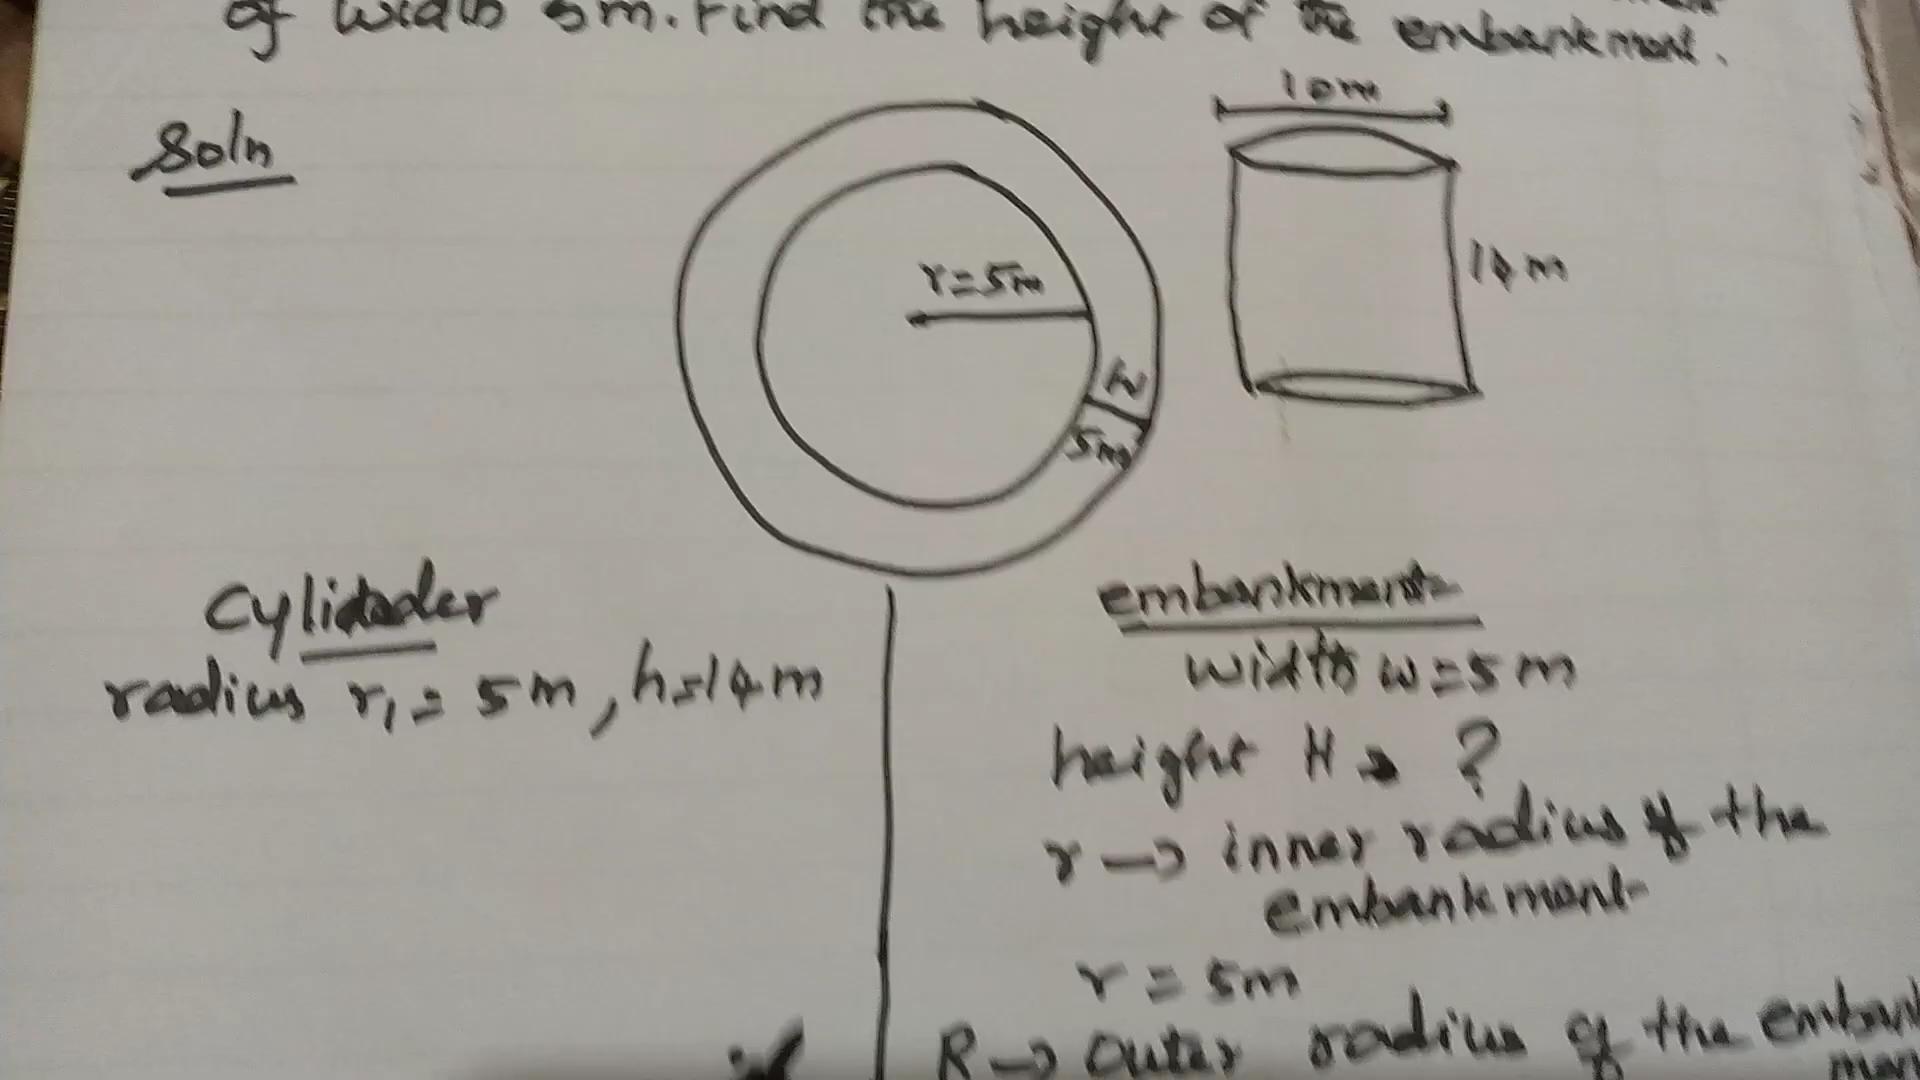 of width 5m. Find the height of the embankment.
10m
Soln
r=5m
14m
W
5m
Cylinder
radius r₁ = 5m, h=14m
embankment
width w=5m
height H = ?
r → inner radius of the
embankment
r = 5m
R → outer radius of the embank
ment